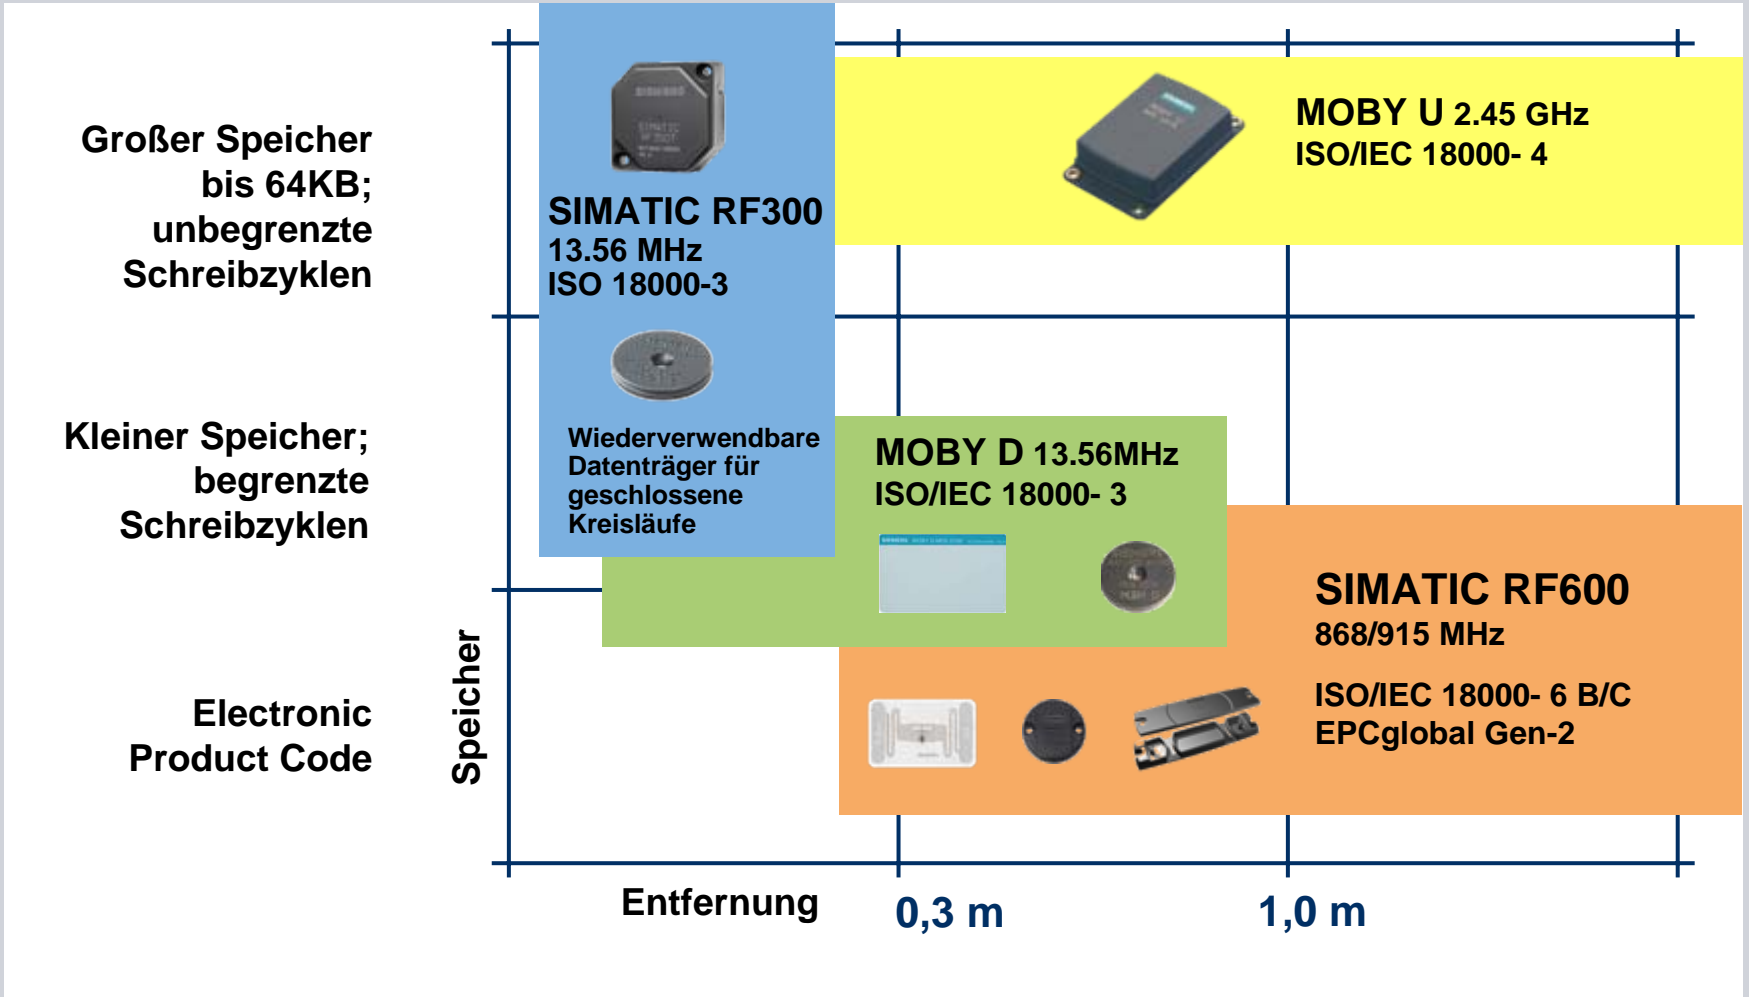 Großer Speicher
bis 64KB;
unbegrenzte
Schreibzyklen
SIEMENS
SIMATIC
SIMATIC RF300
13.56 MHz
ISO 18000-3
MOBY U 2.45 GHz
ISO/IEC 18000- 4
Kleiner Speicher;
begrenzte
Schreibzyklen
Wiederverwendbare
Datenträger für
geschlossene
Kreisläufe
MOBY D 13.56MHz
ISO/IEC 18000- 3
SIMATIC RF600
868/915 MHz
ISO/IEC 18000- 6 B/C
EPCglobal Gen-2
Electronic
Product Code
Speicher
Entfernung
0,3 m
1,0 m